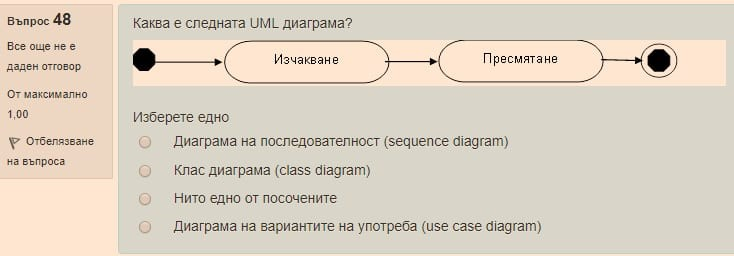 Въпрос 48
Все още не е
даден отговор
От максимално
1,00
Отбелязване
на въпроса
Каква е следната UML диаграма?
Изчакване
Пресмятане
Изберете едно
Диаграма на последователност (sequence diagram)
Клас диаграма (class diagram)
Нито едно от посочените
Диаграма на вариантите на употреба (use case diagram)